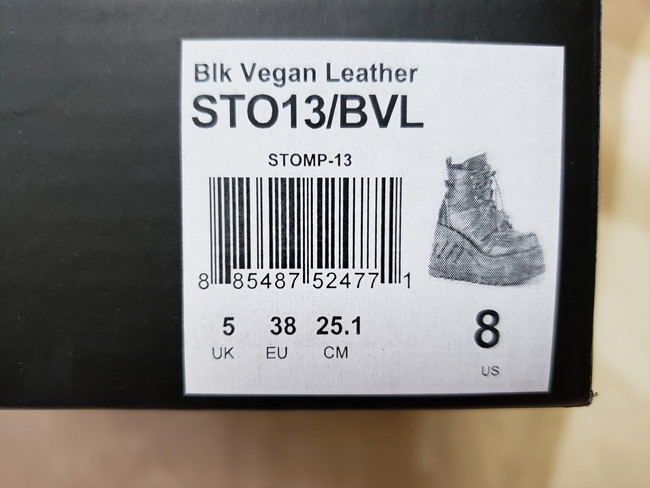 Blk Vegan Leather
STO13/BVL
STOMP-13
8 85487 52477 1
5 38 25.1 8
UK EU CM US